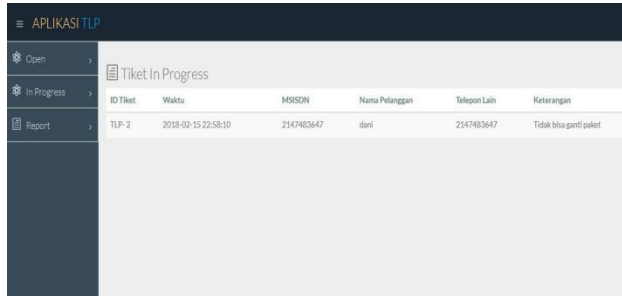 APLIKASI TLP
Open
In Progress
Report
Tiket In Progress
ID Tiket Waktu MSISDN Nama Pelanggan Telepon Lain Keterangan
TLP-2 2018-02-15 22:58:10 2147483647 dani 2147483647 Tidak bisa ganti paket